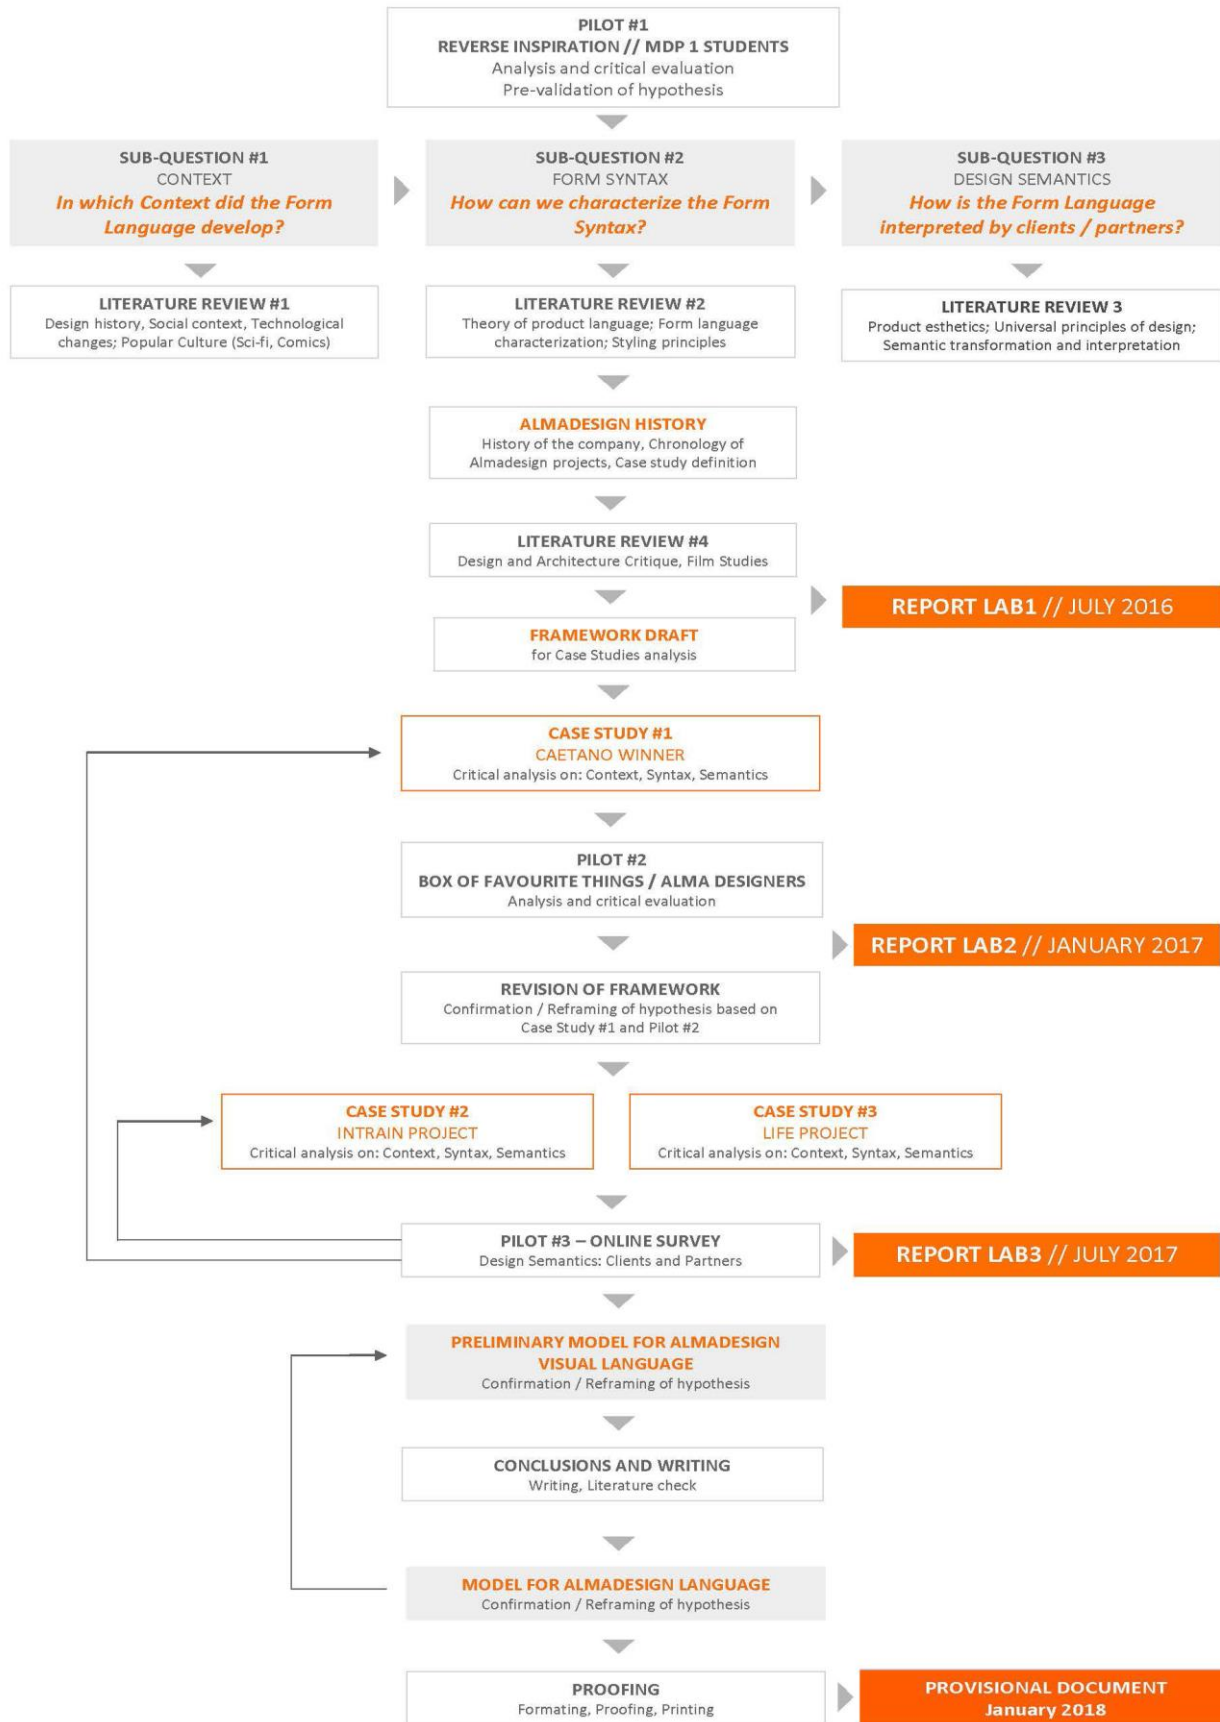 PILOT #1
REVERSE INSPIRATION // MDP 1 STUDENTS
Analysis and critical evaluation
Pre-validation of hypothesis
SUB-QUESTION #1
CONTEXT
In which Context did the Form
Language develop?
SUB-QUESTION #2
FORM SYNTAX
How can we characterize the Form
Syntax?
SUB-QUESTION #3
DESIGN SEMANTICS
How is the Form Language
interpreted by clients / partners?
LITERATURE REVIEW #1
Design history, Social context, Technological
changes; Popular Culture (Sci-fi, Comics)
LITERATURE REVIEW #2
Theory of product language; Form language
characterization; Styling principles
LITERATURE REVIEW 3
Product esthetics; Universal principles of design;
Semantic transformation and interpretation
ALMADESIGN HISTORY
History of the company, Chronology of
Almadesign projects, Case study definition
LITERATURE REVIEW #4
Design and Architecture Critique, Film Studies
REPORT LAB1 // JULY 2016
FRAMEWORK DRAFT
for Case Studies analysis
CASE STUDY #1
CAETANO WINNER
Critical analysis on: Context, Syntax, Semantics
PILOT #2
BOX OF FAVOURITE THINGS / ALMA DESIGNERS
Analysis and critical evaluation
REPORT LAB2 // JANUARY 2017
REVISION OF FRAMEWORK
Confirmation / Reframing of hypothesis based on
Case Study #1 and Pilot #2
CASE STUDY #2
INTRAIN PROJECT
Critical analysis on: Context, Syntax, Semantics
CASE STUDY #3
LIFE PROJECT
Critical analysis on: Context, Syntax, Semantics
PILOT #3 – ONLINE SURVEY
Design Semantics: Clients and Partners
REPORT LAB3 // JULY 2017
PRELIMINARY MODEL FOR ALMADESIGN
VISUAL LANGUAGE
Confirmation / Reframing of hypothesis
CONCLUSIONS AND WRITING
Writing, Literature check
MODEL FOR ALMADESIGN LANGUAGE
Confirmation / Reframing of hypothesis
PROOFING
Formating, Proofing, Printing
PROVISIONAL DOCUMENT
January 2018